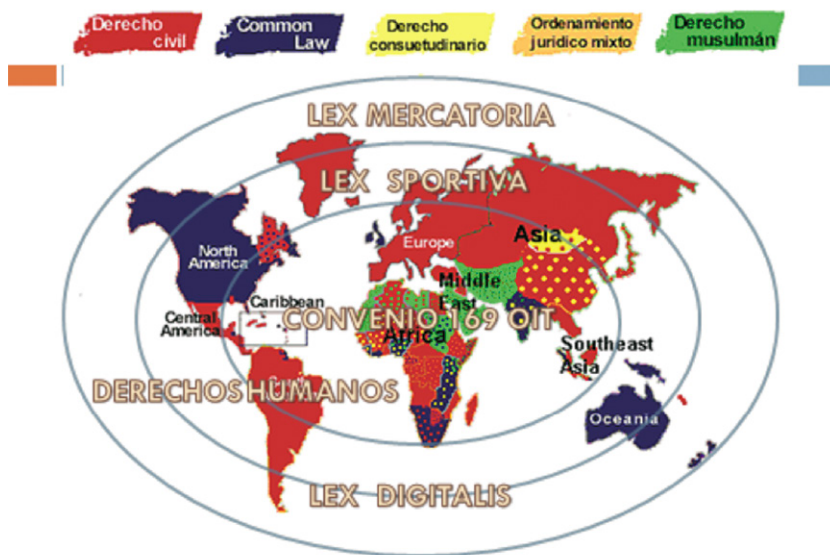 Derecho
civil
Common
Law
Derecho
consuetudinario
Ordenamiento
jurídico mixto
Derecho
musulmán
LEX MERCATORIA
LEX SPORTIVA
Europe
Asia
North
America
Middle
East
Caribbean
Central
America
CONVENIO 169 OIT
Africa
Southeast
Asia
DERECHOS HUMANOS
Oceania
LEX DIGITALIS